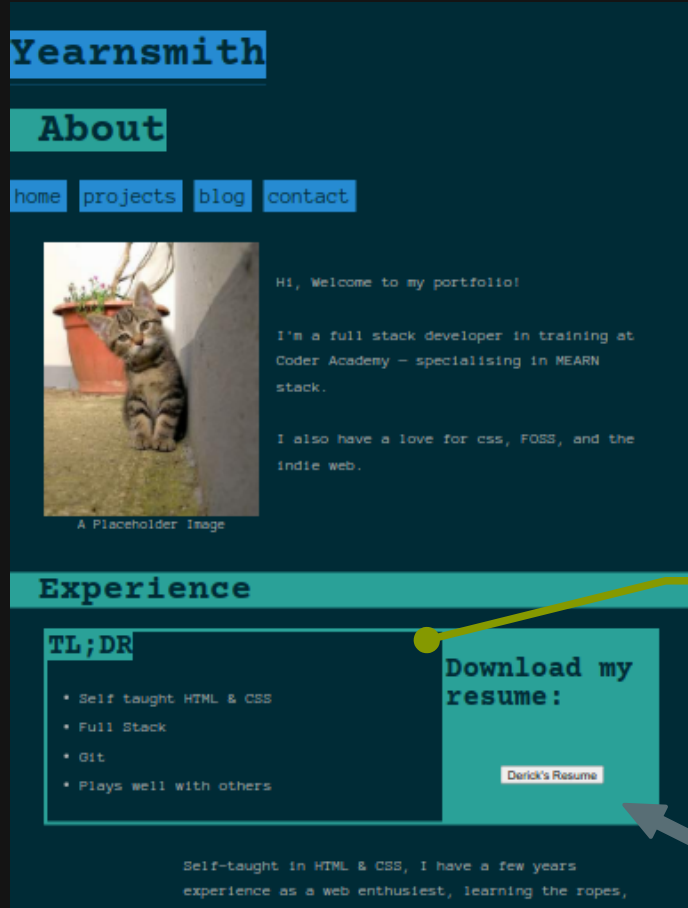 Yearnsmith
About
home projects blog contact
Hi, Welcome to my portfolio!
I'm a full stack developer in training at
Coder Academy — specialising in MEARN
stack.
I also have a love for css, FOSS, and the
indie web.
A Placeholder Image
Experience
TL;DR
• Self taught HTML & CSS
• Full Stack
• Git
• Plays well with others
Download my
resume:
Derick's Resume
Self-taught in HTML & CSS, I have a few years
experience as a web enthusiest, learning the ropes,